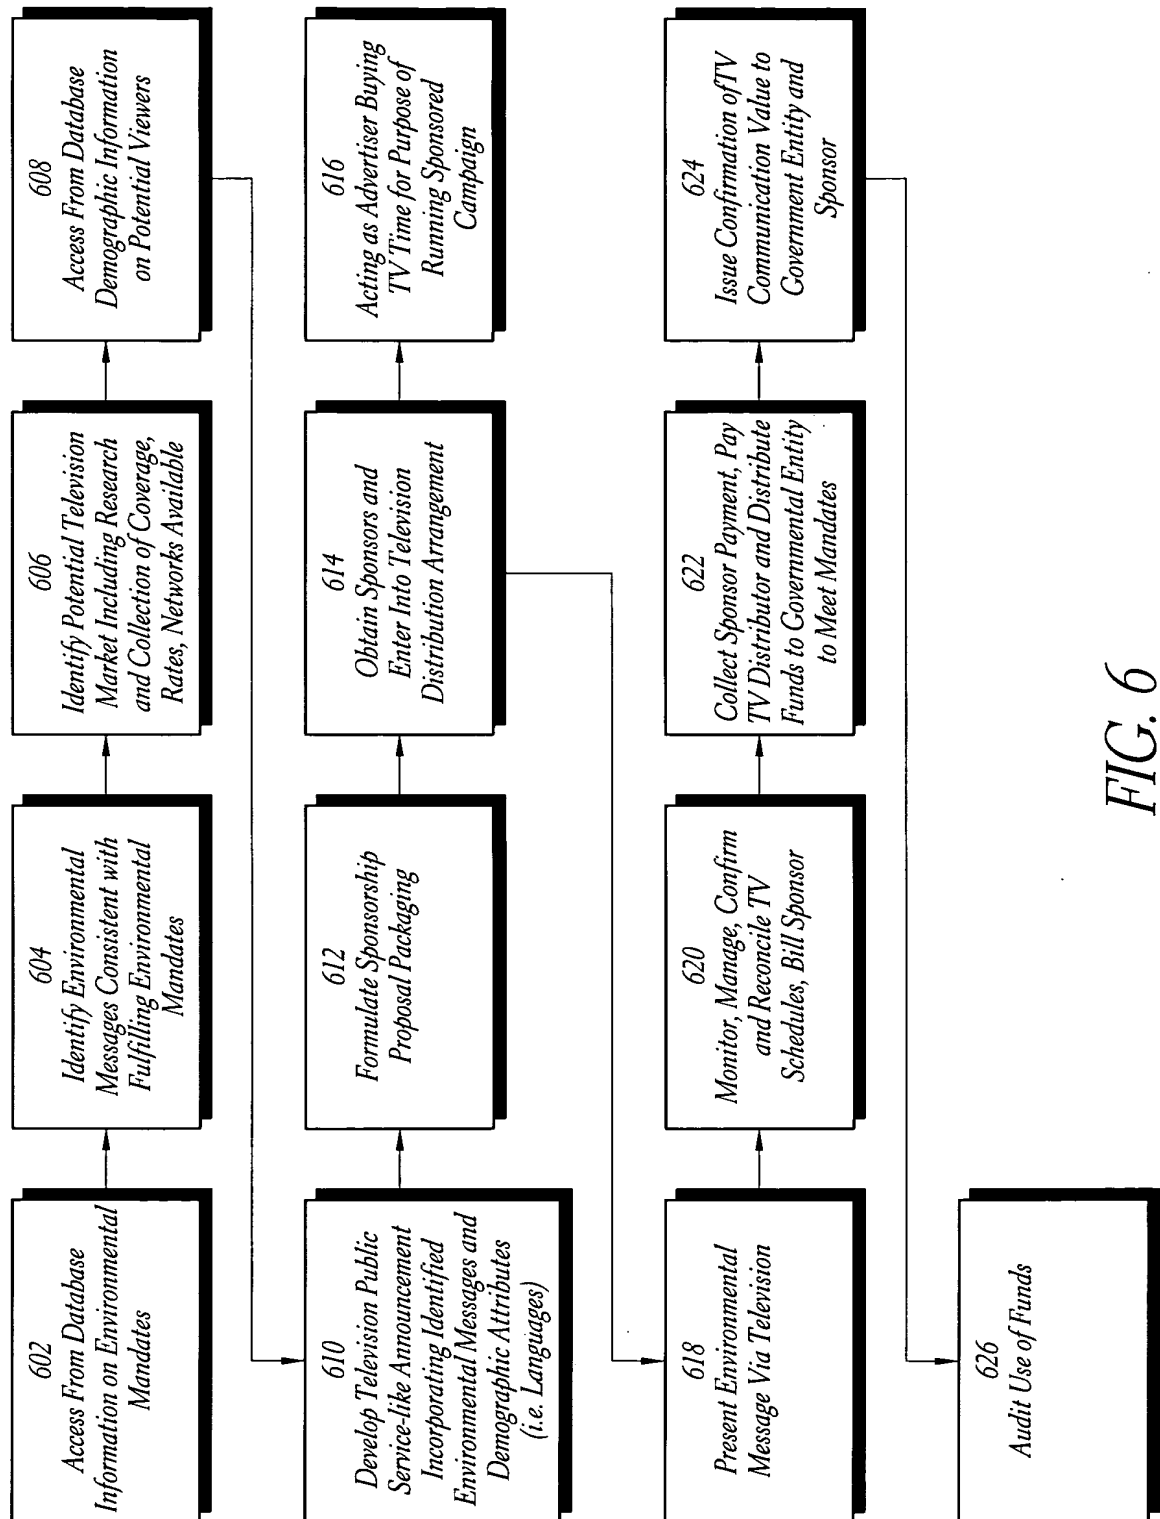 602
Access From Database
Information on Environmental
Mandates
604
Identify Environmental
Messages Consistent with
Fulfilling Environmental
Mandates
606
Identify Potential Television
Market Including Research
and Collection of Coverage,
Rates, Networks Available
608
Access From Database
Demographic Information
on Potential Viewers
610
Develop Television Public
Service-like Announcement
Incorporating Identified
Environmental Messages and
Demographic Attributes
(i.e. Languages)
612
Formulate Sponsorship
Proposal Packaging
614
Obtain Sponsors and
Enter Into Television
Distribution Arrangement
616
Acting as Advertiser Buying
TV Time for Purpose of
Running Sponsored
Campaign
618
Present Environmental
Message Via Television
620
Monitor, Manage, Confirm
and Reconcile TV
Schedules, Bill Sponsor
622
Collect Sponsor Payment, Pay
TV Distributor and Distribute
Funds to Governmental Entity
to Meet Mandates
624
Issue Confirmation of TV
Communication Value to
Government Entity and
Sponsor
626
Audit Use of Funds
FIG. 6